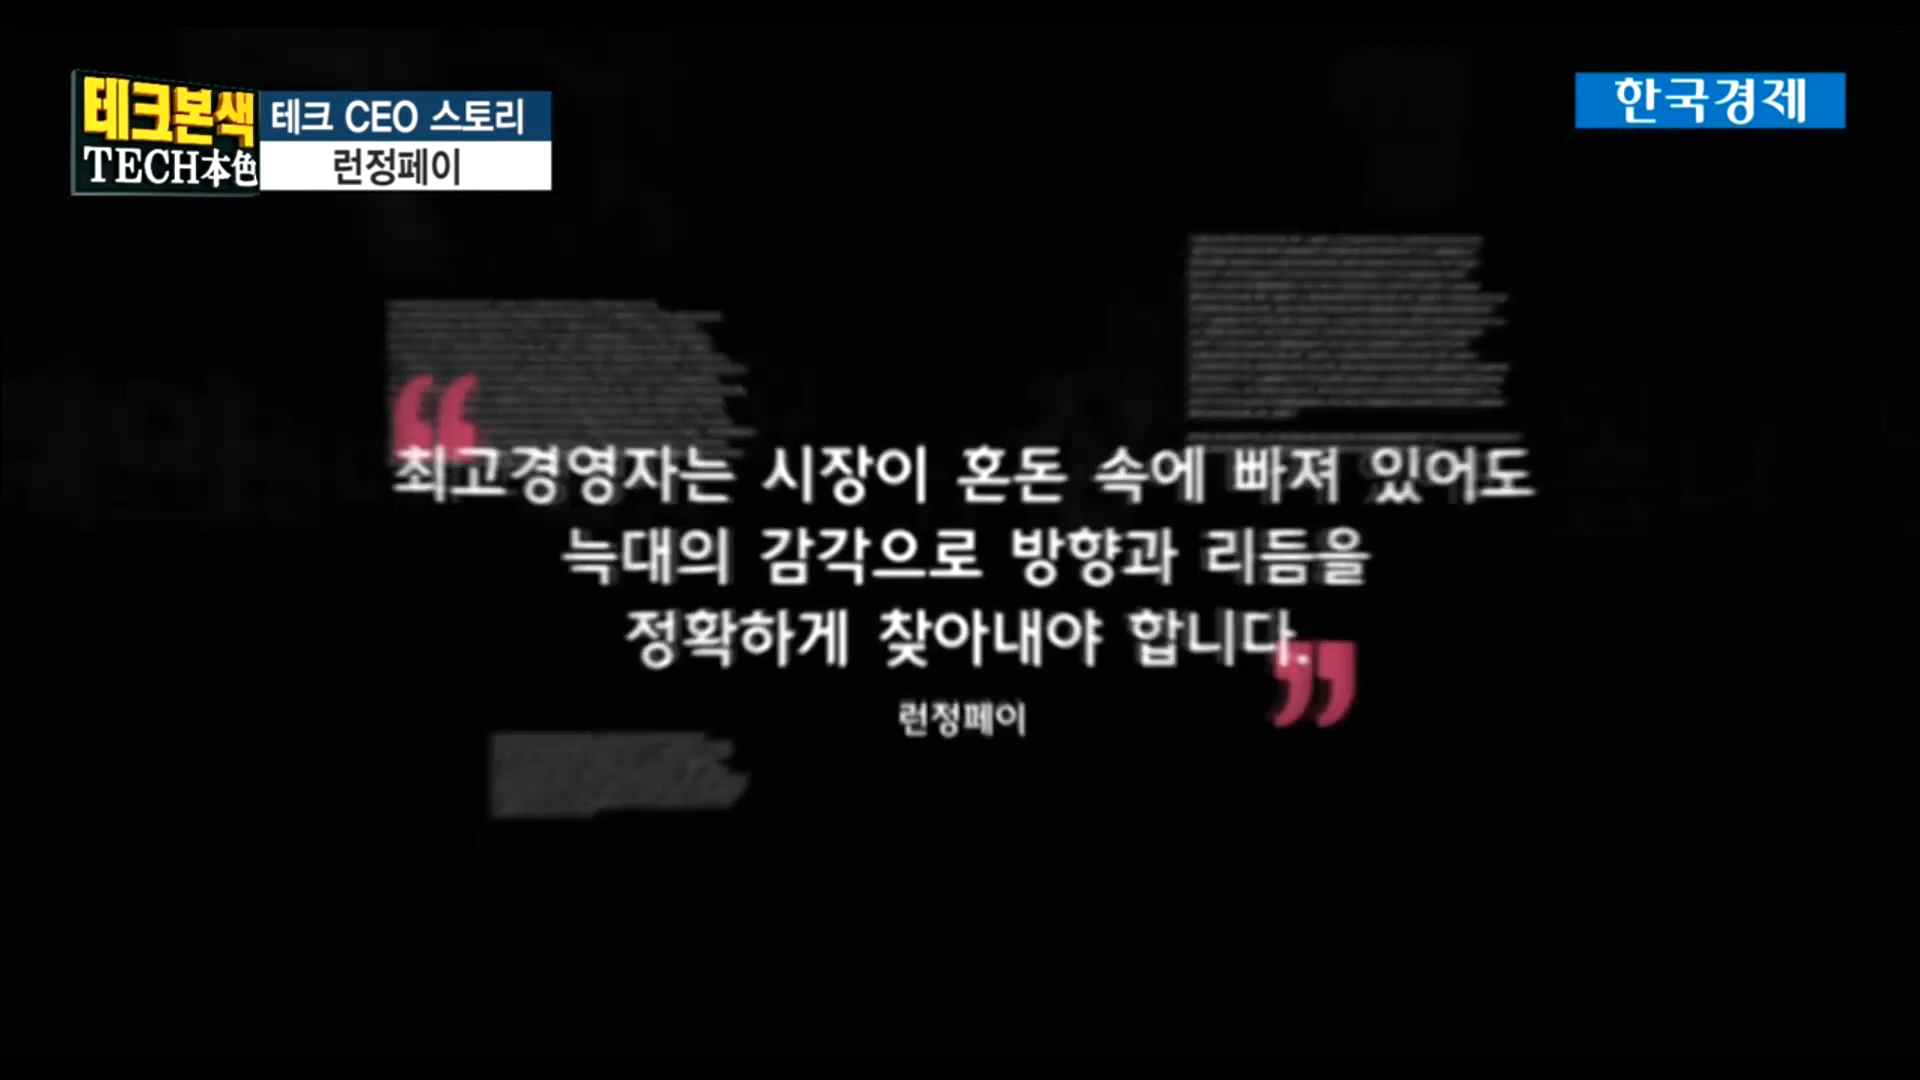 테크본색
TECH本色
테크 CEO 스토리
런정페이
한국경제
“최고경영자는 시장이 혼돈 속에 빠져 있어도
늑대의 감각으로 방향과 리듬을
정확하게 찾아내야 합니다.”
런정페이